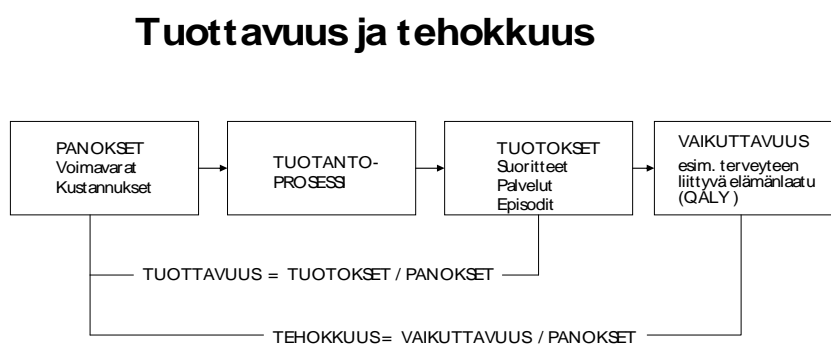 Tuottavuus ja tehokkuus
PANOKSET
Voimavarat
Kustannukset
TUOTANTO-
PROSESSI
TUOTOKSET
Suoritteet
Palvelut
Episodit
VAIKUTTAVUUS
esim. terveyteen
liittyvä elämänlaatu
(QALY)
TUOTTAVUUS = TUOTOKSET / PANOKSET
TEHOKKUUS= VAIKUTTAVUUS / PANOKSET